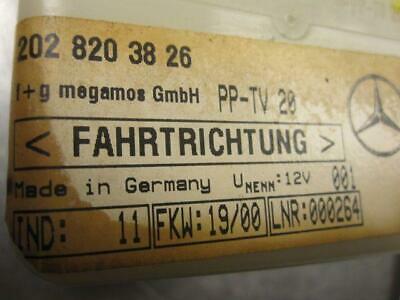 202 820 38 26
f+g megamos GmbH PP-TV 20
< FAHRTRICHTUNG >
Made in Germany UNENN:12V 001
IND: 11 FKW:19/00 LNR:000264